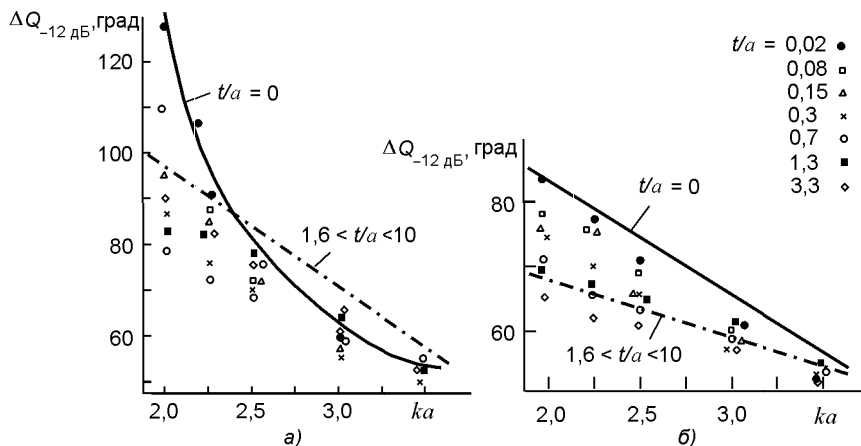 ΔQ₋₁₂ дБ, град
120
100
80
60
t/a = 0
1,6 < t/a < 10
2,0 2,5 3,0 ka
а)
t/a = 0,02
0,08
0,15
0,3
0,7
1,3
3,3
ΔQ₋₁₂ дБ, град
80
60
t/a = 0
1,6 < t/a < 10
2,0 2,5 3,0 ka
б)